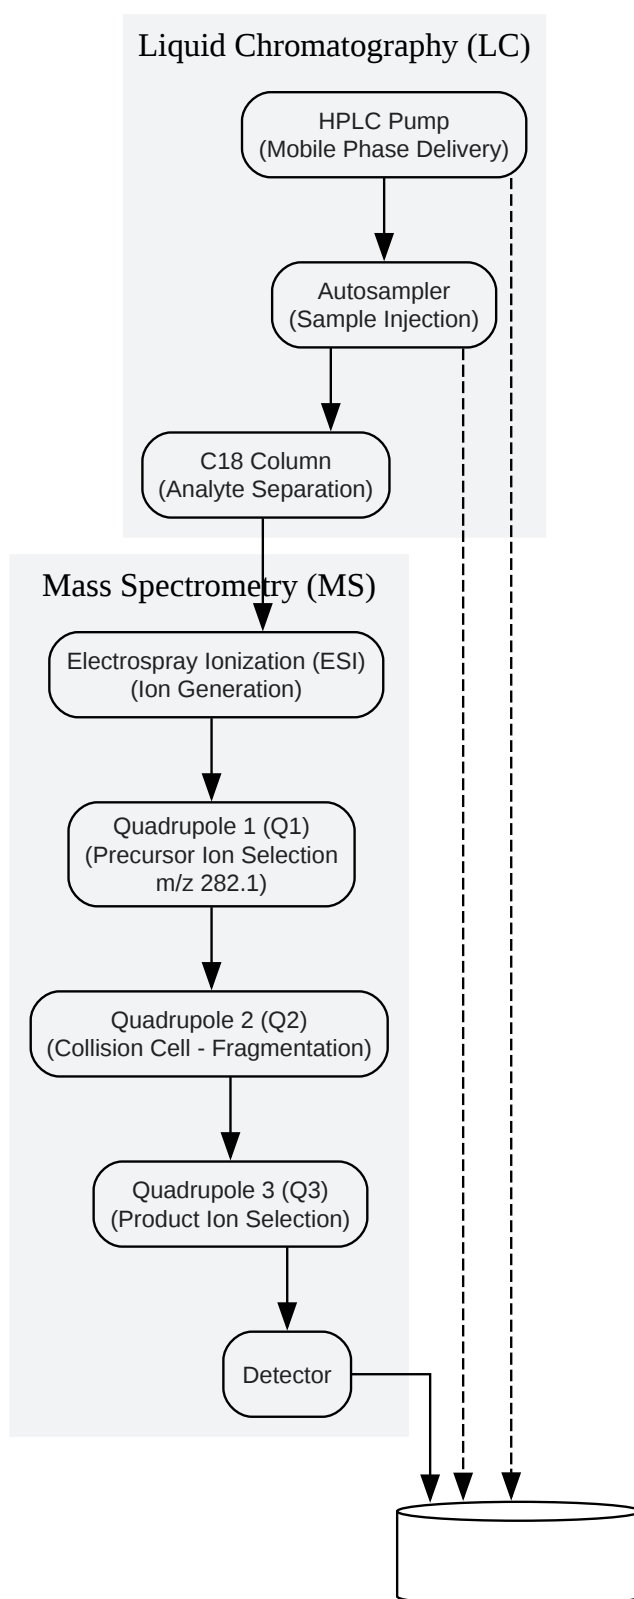 Liquid Chromatography (LC)
HPLC Pump
(Mobile Phase Delivery)
Autosampler
(Sample Injection)
C18 Column
(Analyte Separation)
Mass Spectrometry (MS)
Electrospray Ionization (ESI)
(Ion Generation)
Quadrupole 1 (Q1)
(Precursor Ion Selection
m/z 282.1)
Quadrupole 2 (Q2)
(Collision Cell - Fragmentation)
Quadrupole 3 (Q3)
(Product Ion Selection)
Detector